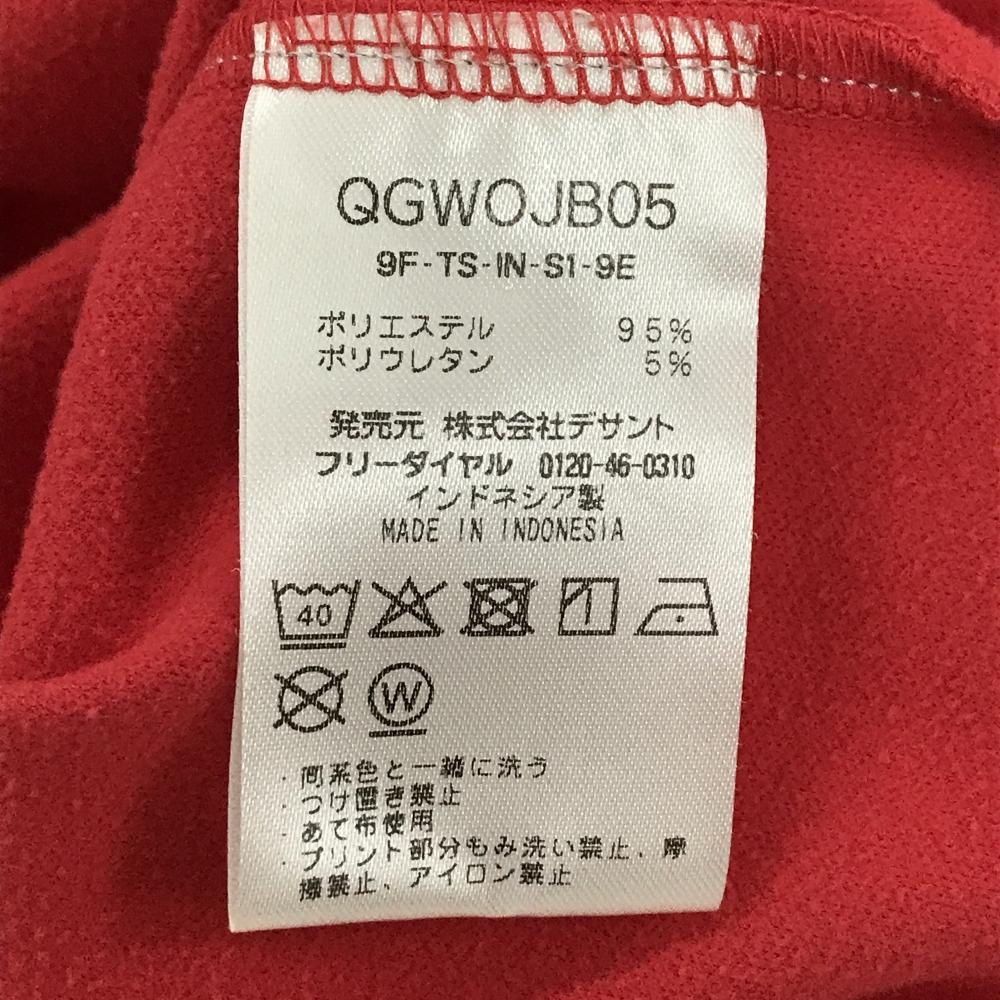 QGWOJB05
9F-TS-IN-S1-9E
ポリエステル 95%
ポリウレタン 5%
発売元 株式会社デサント
フリーダイヤル 0120-46-0310
インドネシア製
MADE IN INDONESIA
40
W
・同系色と一緒に洗う
・つけ置き禁止
・あて布使用
・プリント部分もみ洗い禁止、摩
擦禁止、アイロン禁止